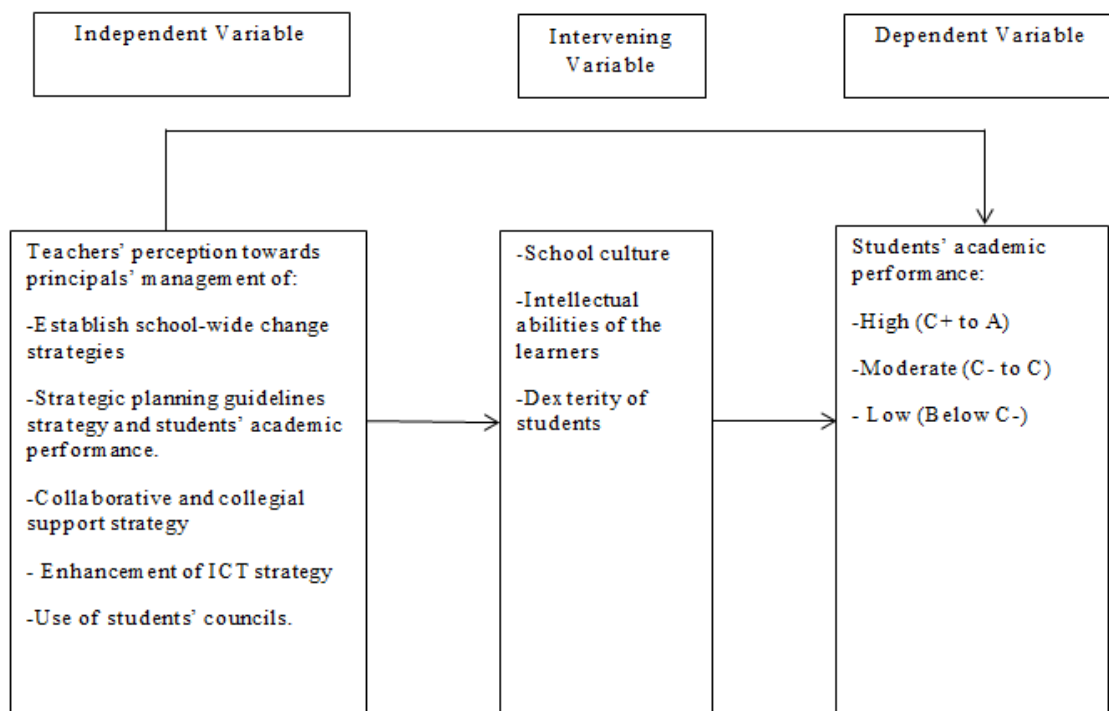 Independent Variable
Intervening
Variable
Dependent Variable
Teachers’ perception towards
principals’ management of:
-Establish school-wide change
strategies
-Strategic planning guidelines
strategy and students’ academic
performance.
-Collaborative and collegial
support strategy
- Enhancement of ICT strategy
-Use of students’ councils.
-School culture
-Intellectual
abilities of the
learners
-Dexterity of
students
Students’ academic
performance:
-High (C+ to A)
-Moderate (C- to C)
- Low (Below C-)